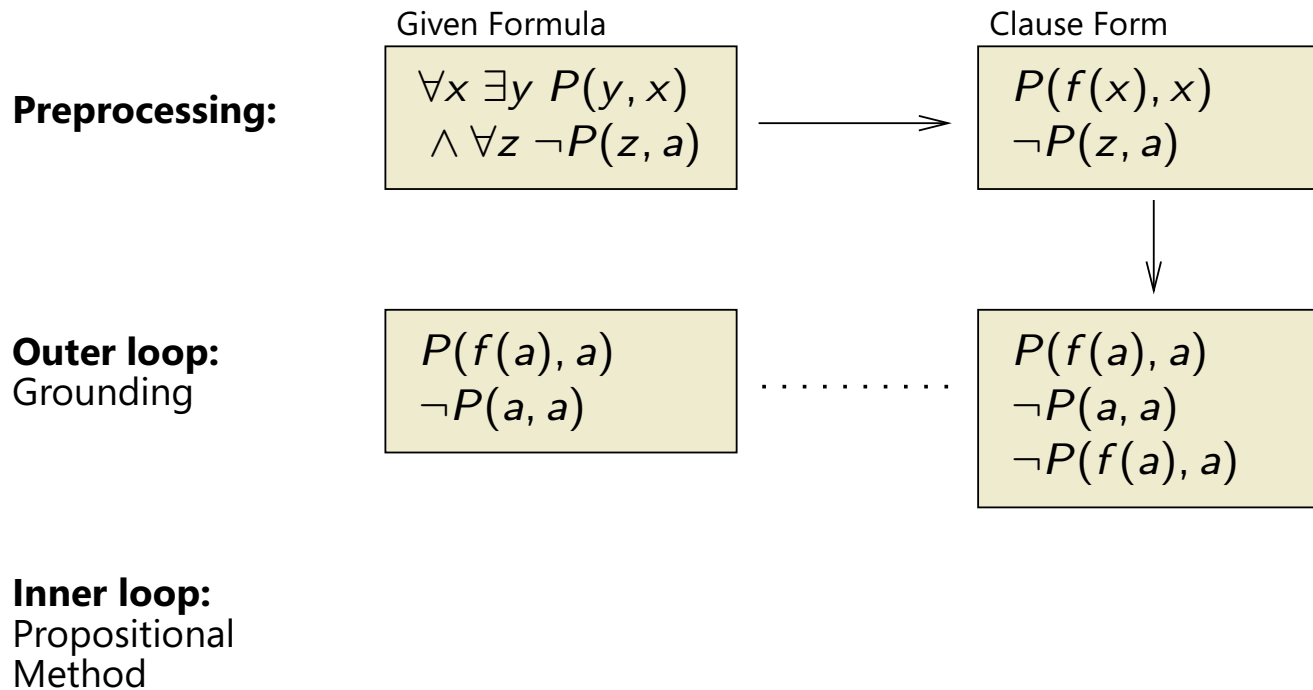 Given Formula
Clause Form
Preprocessing:
∀x ∃y P(y, x)
∧ ∀z ¬P(z, a)
P(f(x), x)
¬P(z, a)
Outer loop:
Grounding
P(f(a), a)
¬P(a, a)
P(f(a), a)
¬P(a, a)
¬P(f(a), a)
Inner loop:
Propositional
Method